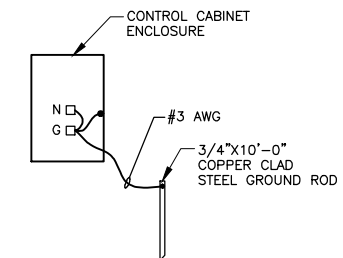 CONTROL CABINET
ENCLOSURE
N
G
#3 AWG
3/4"X10'-0"
COPPER CLAD
STEEL GROUND ROD